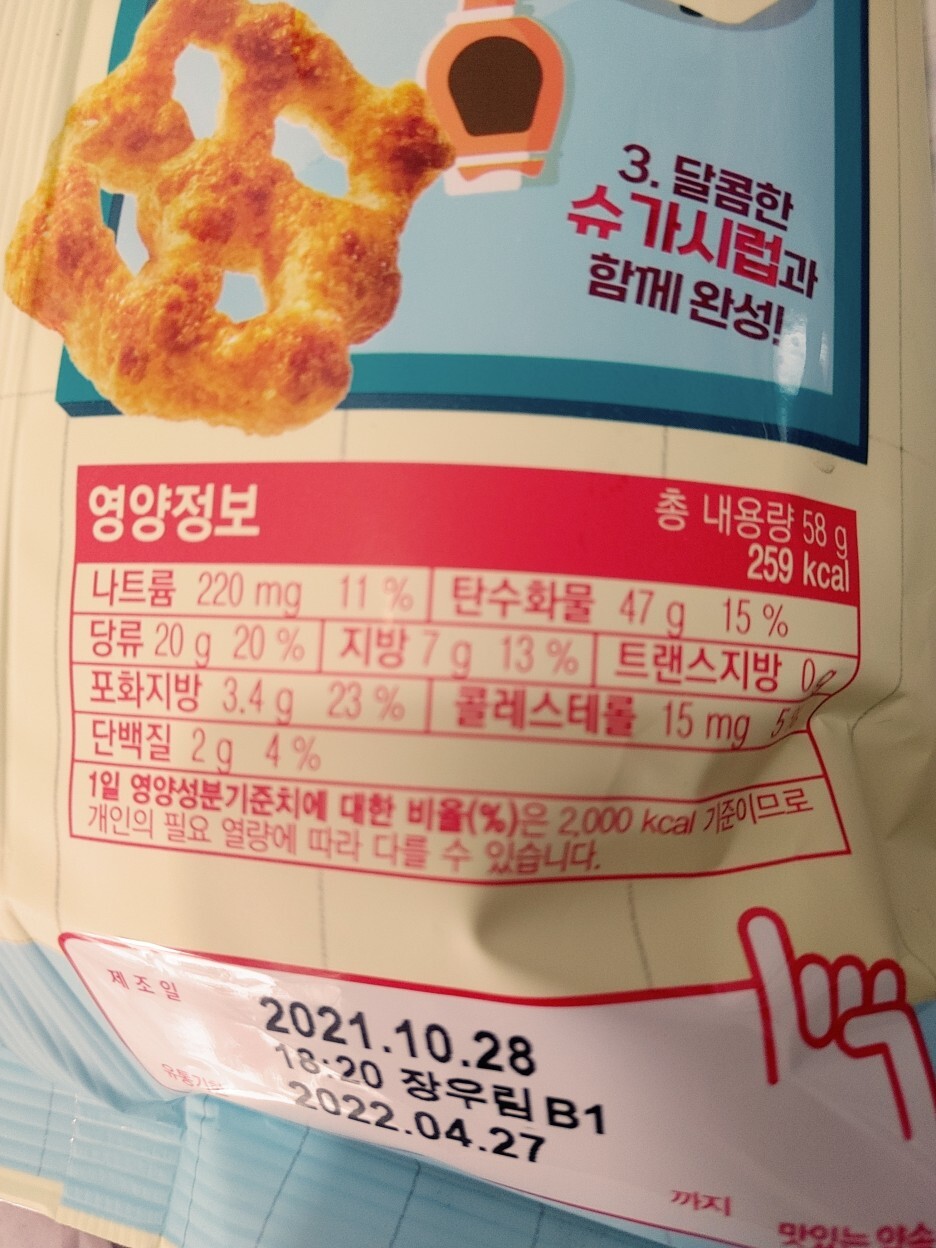 3. 달콤한
슈가시럽과
함께 완성!
영양정보
총 내용량 58 g
259 kcal
나트륨 220 mg 11 % 탄수화물 47 g 15 %
당류 20 g 20 % 지방 7 g 13 % 트랜스지방 0 g
포화지방 3.4 g 23 % 콜레스테롤 15 mg 5 %
단백질 2 g 4 %
1일 영양성분기준치에 대한 비율(%)은 2,000 kcal 기준이므로
개인의 필요 열량에 따라 다를 수 있습니다.
제조일
2021.10.28
18:20 장우림 B1
2022.04.27
까지
맛있는